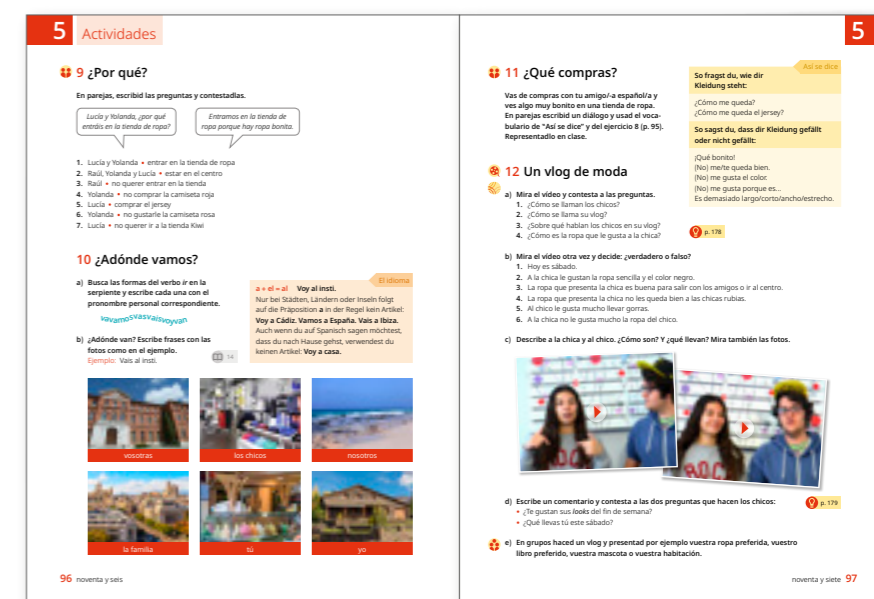 5 Actividades
9 ¿Por qué?
En parejas, escribid las preguntas y contestadlas.
Lucía y Yolanda, ¿por qué
entráis en la tienda de ropa?
Entramos en la tienda de
ropa porque hay ropa bonita.
1. Lucía y Yolanda • entrar en la tienda de ropa
2. Raúl, Yolanda y Lucía • estar en el centro
3. Raúl • no querer entrar en la tienda
4. Yolanda • no comprar la camiseta roja
5. Lucía • comprar el jersey
6. Yolanda • no gustarle la camiseta rosa
7. Lucía • no querer ir a la tienda Kiwi
10 ¿Adónde vamos?
a) Busca las formas del verbo ir en la
serpiente y escribe cada una con el
pronombre personal correspondiente.
vavamosvasvaisvoyvan
b) ¿Adónde van? Escribe frases con las
fotos como en el ejemplo.
Ejemplo: Vais al insti.
14
El idioma
a + el = al Voy al insti.
Nur bei Städten, Ländern oder Inseln folgt
auf die Präposition a in der Regel kein Artikel:
Voy a Cádiz. Vamos a España. Vais a Ibiza.
Auch wenn du auf Spanisch sagen möchtest,
dass du nach Hause gehst, verwendest du
keinen Artikel: Voy a casa.
vosotras
los chicos
nosotros
la familia
tú
yo
96 noventa y seis
5
11 ¿Qué compras?
Vas de compras con tu amigo/-a español/a y
ves algo muy bonito en una tienda de ropa.
En parejas escribid un diálogo y usad el voca-
bulario de "Así se dice" y del ejercicio 8 (p. 95).
Representadlo en clase.
Así se dice
So fragst du, wie dir
Kleidung steht:
¿Cómo me queda?
¿Cómo me queda el jersey?
So sagst du, dass dir Kleidung gefällt
oder nicht gefällt:
¡Qué bonito!
(No) me/te queda bien.
(No) me gusta el color.
(No) me gusta porque es...
Es demasiado largo/corto/ancho/estrecho.
12 Un vlog de moda
a) Mira el vídeo y contesta a las preguntas.
1. ¿Cómo se llaman los chicos?
2. ¿Cómo se llama su vlog?
3. ¿Sobre qué hablan los chicos en su vlog?
4. ¿Cómo es la ropa que le gusta a la chica?
p. 178
b) Mira el vídeo otra vez y decide: ¿verdadero o falso?
1. Hoy es sábado.
2. A la chica le gustan la ropa sencilla y el color negro.
3. La ropa que presenta la chica es buena para salir con los amigos o ir al centro.
4. La ropa que presenta la chica no les queda bien a las chicas rubias.
5. Al chico le gusta mucho llevar gorras.
6. A la chica no le gusta mucho la ropa del chico.
c) Describe a la chica y al chico. ¿Cómo son? Y ¿qué llevan? Mira también las fotos.
d) Escribe un comentario y contesta a las dos preguntas que hacen los chicos:
p. 179
• ¿Te gustan sus looks del fin de semana?
• ¿Qué llevas tú este sábado?
e) En grupos haced un vlog y presentad por ejemplo vuestra ropa preferida, vuestro
libro preferido, vuestra mascota o vuestra habitación.
noventa y siete 97